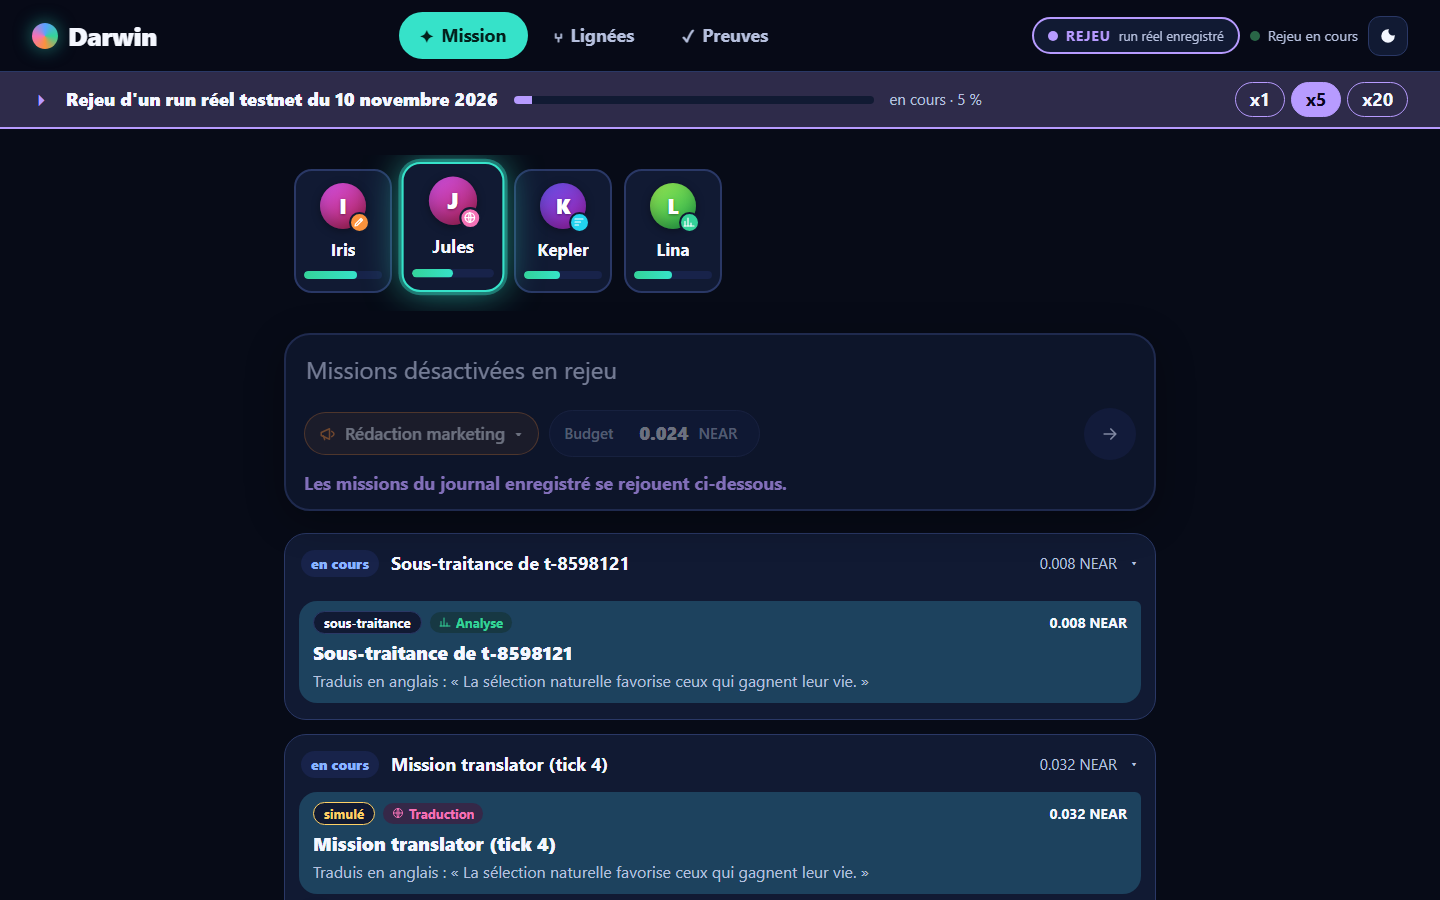 Darwin
Mission
Lignées
Preuves
REJEU run réel enregistré
Rejeu en cours
Rejeu d'un run réel testnet du 10 novembre 2026
en cours · 5 %
x1
x5
x20
I
Iris
J
Jules
K
Kepler
L
Lina
Missions désactivées en rejeu
Rédaction marketing
Budget 0.024 NEAR
Les missions du journal enregistré se rejouent ci-dessous.
en cours Sous-traitance de t-8598121 0.008 NEAR
sous-traitance Analyse 0.008 NEAR
Sous-traitance de t-8598121
Traduis en anglais : « La sélection naturelle favorise ceux qui gagnent leur vie. »
en cours Mission translator (tick 4) 0.032 NEAR
simulé Traduction 0.032 NEAR
Mission translator (tick 4)
Traduis en anglais : « La sélection naturelle favorise ceux qui gagnent leur vie. »